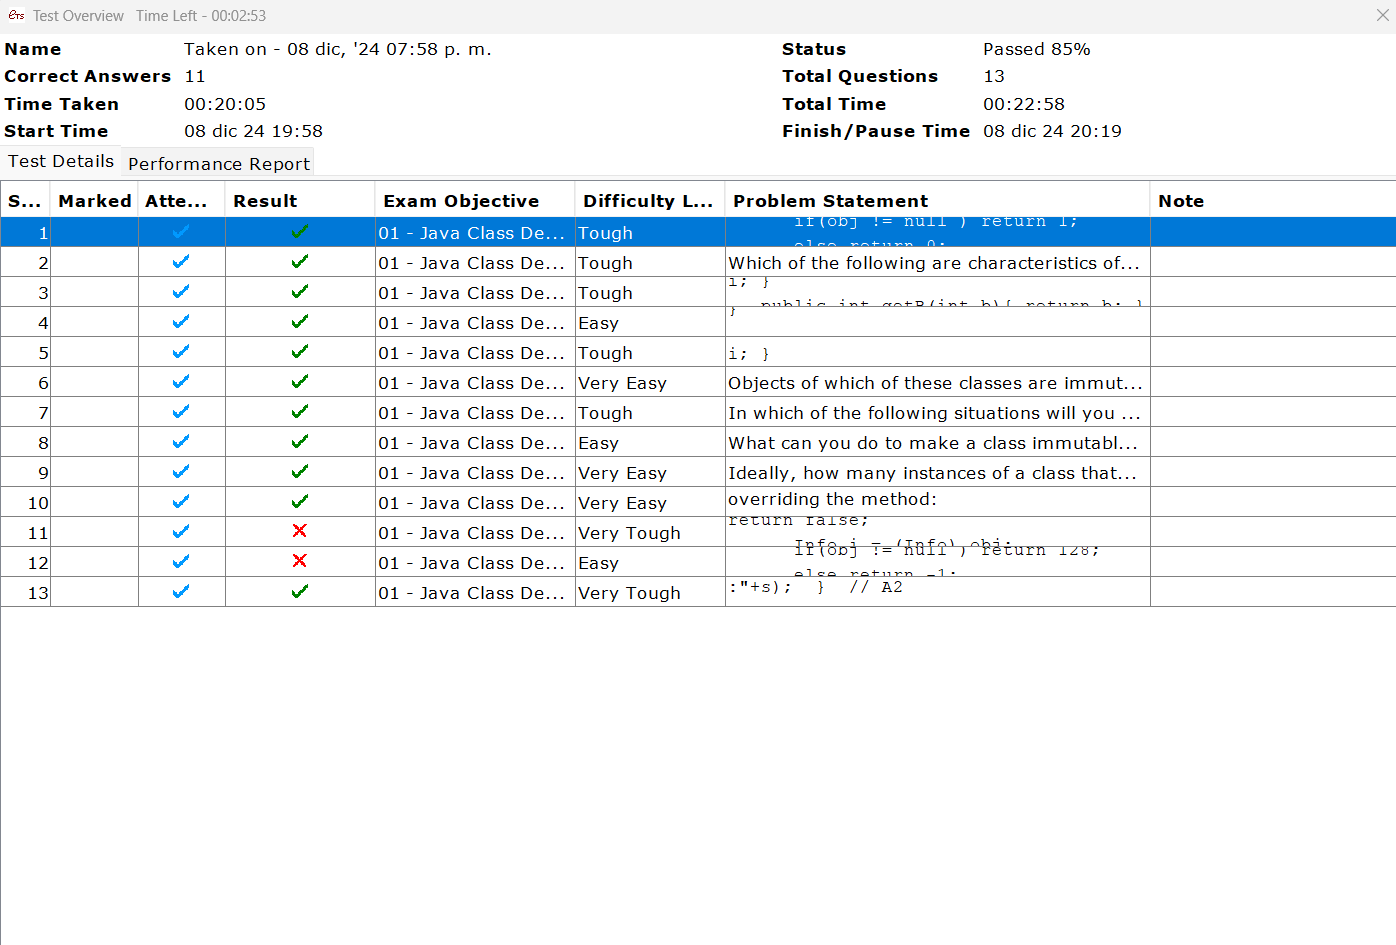 ETS Test Overview Time Left - 00:02:53
Name Taken on - 08 dic, '24 07:58 p. m. Status Passed 85%
Correct Answers 11 Total Questions 13
Time Taken 00:20:05 Total Time 00:22:58
Start Time 08 dic 24 19:58 Finish/Pause Time 08 dic 24 20:19
Test Details Performance Report
S... Marked Atte... Result Exam Objective Difficulty L... Problem Statement Note
1 01 - Java Class De... Tough if(obj != null ) return 1;
else return 0;
2 01 - Java Class De... Tough Which of the following are characteristics of...
3 01 - Java Class De... Tough i; }
public int getB(int b){ return b; }
4 01 - Java Class De... Easy }
5 01 - Java Class De... Tough i; }
6 01 - Java Class De... Very Easy Objects of which of these classes are immut...
7 01 - Java Class De... Tough In which of the following situations will you ...
8 01 - Java Class De... Easy What can you do to make a class immutabl...
9 01 - Java Class De... Very Easy Ideally, how many instances of a class that...
10 01 - Java Class De... Very Easy overriding the method:
11 01 - Java Class De... Very Tough return false;
Info j = (Info) obj;
12 01 - Java Class De... Easy if(obj != null ) return 128;
else return -1;
13 01 - Java Class De... Very Tough :"+s); } // A2